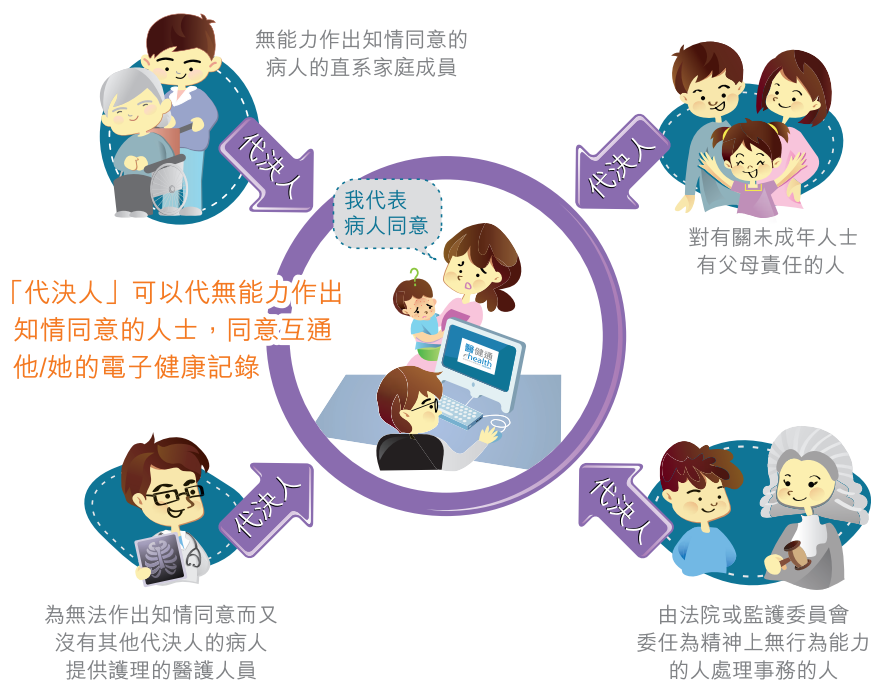 無能力作出知情同意的
病人的直系家庭成員
代決人
代決人
對有關未成年人士
有父母責任的人
我代表
病人同意
「代決人」可以代無能力作出
知情同意的人士，同意互通
他/她的電子健康記錄
醫健通
ehealth
代決人
為無法作出知情同意而又
沒有其他代決人的病人
提供護理的醫護人員
代決人
由法院或監護委員會
委任為精神上無行為能力
的人處理事務的人